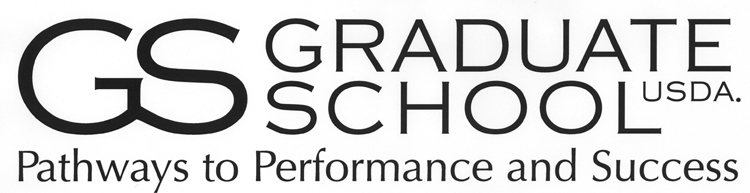 GS GRADUATE
SCHOOL USDA.
Pathways to Performance and Success